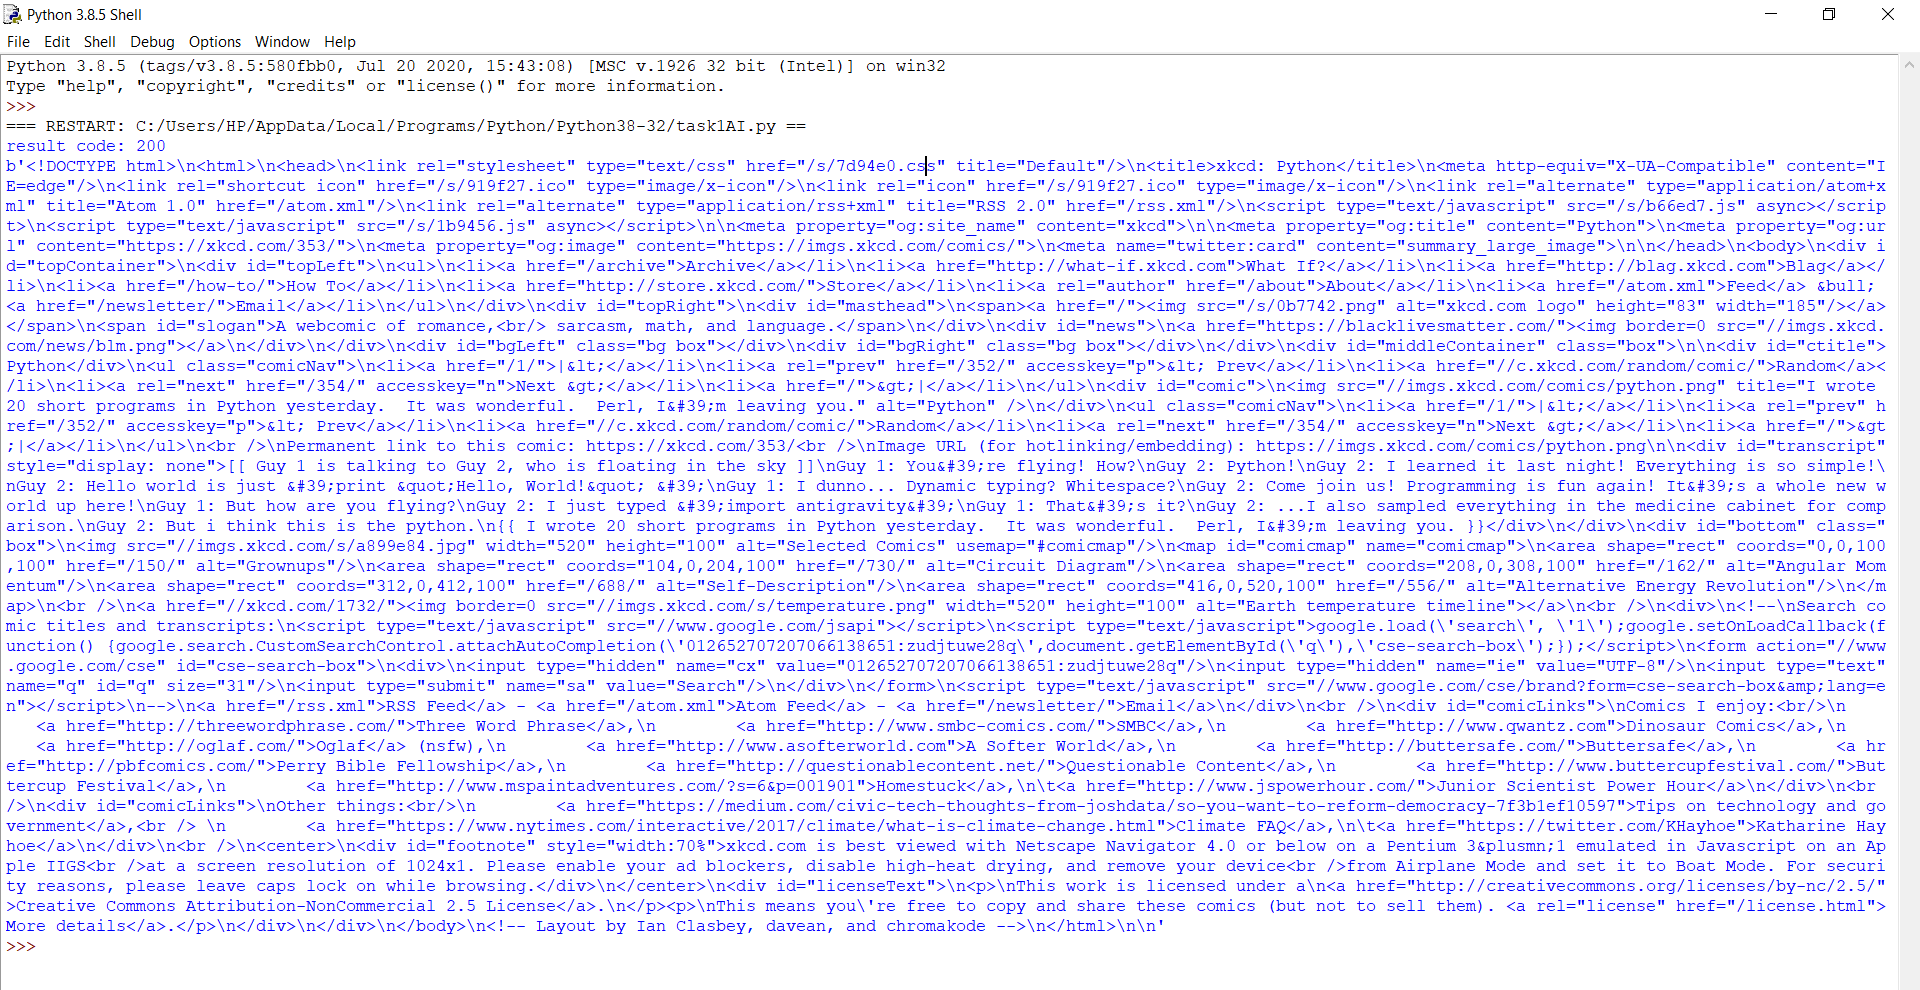 Python 3.8.5 Shell
File Edit Shell Debug Options Window Help
Python 3.8.5 (tags/v3.8.5:580fbb0, Jul 20 2020, 15:43:08) [MSC v.1926 32 bit (Intel)] on win32
Type "help", "copyright", "credits" or "license()" for more information.
>>>
=== RESTART: C:/Users/HP/AppData/Local/Programs/Python/Python38-32/task1AI.py ==
result code: 200
b'<!DOCTYPE html>\n<html>\n<head>\n<link rel="stylesheet" type="text/css" href="/s/7d94e0.css" title="Default"/>\n<title>xkcd: Python</title>\n<meta http-equiv="X-UA-Compatible" content="I
E=edge"/>\n<link rel="shortcut icon" href="/s/919f27.ico" type="image/x-icon"/>\n<link rel="icon" href="/s/919f27.ico" type="image/x-icon"/>\n<link rel="alternate" type="application/atom+x
ml" title="Atom 1.0" href="/atom.xml"/>\n<link rel="alternate" type="application/rss+xml" title="RSS 2.0" href="/rss.xml"/>\n<script type="text/javascript" src="/s/b66ed7.js" async></scrip
t>\n<script type="text/javascript" src="/s/1b9456.js" async></script>\n\n<meta property="og:site_name" content="xkcd">\n\n<meta property="og:title" content="Python">\n<meta property="og:ur
l" content="https://xkcd.com/353/">\n<meta property="og:image" content="https://imgs.xkcd.com/comics/">\n<meta name="twitter:card" content="summary_large_image">\n\n</head>\n<body>\n<div i
d="topContainer">\n<div id="topLeft">\n<ul>\n<li><a href="/archive">Archive</a></li>\n<li><a href="http://what-if.xkcd.com">What If?</a></li>\n<li><a href="http://blag.xkcd.com">Blag</a></
li>\n<li><a href="/how-to/">How To</a></li>\n<li><a href="http://store.xkcd.com/">Store</a></li>\n<li><a rel="author" href="/about">About</a></li>\n<li><a href="/atom.xml">Feed</a> &bull;
<a href="/newsletter/">Email</a></li>\n</ul>\n</div>\n<div id="topRight">\n<div id="masthead">\n<span><a href="/"><img src="/s/0b7742.png" alt="xkcd.com logo" height="83" width="185"/></a>
</span>\n<span id="slogan">A webcomic of romance,<br/> sarcasm, math, and language.</span>\n</div>\n<div id="news">\n<a href="https://blacklivesmatter.com/"><img border=0 src="//imgs.xkcd.
com/news/blm.png"></a>\n</div>\n</div>\n<div id="bgLeft" class="bg box"></div>\n<div id="bgRight" class="bg box"></div>\n</div>\n<div id="middleContainer" class="box">\n\n<div id="ctitle">
Python</div>\n<ul class="comicNav">\n<li><a href="/1/">|&lt;</a></li>\n<li><a rel="prev" href="/352/" accesskey="p">&lt; Prev</a></li>\n<li><a href="//c.xkcd.com/random/comic/">Random</a><
/li>\n<li><a rel="next" href="/354/" accesskey="n">Next &gt;</a></li>\n<li><a href="/">&gt;|</a></li>\n</ul>\n<div id="comic">\n<img src="//imgs.xkcd.com/comics/python.png" title="I wrote
20 short programs in Python yesterday.  It was wonderful.  Perl, I&#39;m leaving you." alt="Python" />\n</div>\n<ul class="comicNav">\n<li><a href="/1/">|&lt;</a></li>\n<li><a rel="prev" h
ref="/352/" accesskey="p">&lt; Prev</a></li>\n<li><a href="//c.xkcd.com/random/comic/">Random</a></li>\n<li><a rel="next" href="/354/" accesskey="n">Next &gt;</a></li>\n<li><a href="/">&gt
;|</a></li>\n</ul>\n<br />\nPermanent link to this comic: https://xkcd.com/353/<br />\nImage URL (for hotlinking/embedding): https://imgs.xkcd.com/comics/python.png\n\n<div id="transcript"
style="display: none">[[ Guy 1 is talking to Guy 2, who is floating in the sky ]]\nGuy 1: You&#39;re flying! How?\nGuy 2: Python!\nGuy 2: I learned it last night! Everything is so simple!\
nGuy 2: Hello world is just &#39;print &quot;Hello, World!&quot; &#39;\nGuy 1: I dunno... Dynamic typing? Whitespace?\nGuy 2: Come join us! Programming is fun again! It&#39;s a whole new w
orld up here!\nGuy 1: But how are you flying?\nGuy 2: I just typed &#39;import antigravity&#39;\nGuy 1: That&#39;s it?\nGuy 2: ...I also sampled everything in the medicine cabinet for comp
arison.\nGuy 2: But i think this is the python.\n{{ I wrote 20 short programs in Python yesterday.  It was wonderful.  Perl, I&#39;m leaving you. }}</div>\n</div>\n<div id="bottom" class="
box">\n<img src="//imgs.xkcd.com/s/a899e84.jpg" width="520" height="100" alt="Selected Comics" usemap="#comicmap"/>\n<map id="comicmap" name="comicmap">\n<area shape="rect" coords="0,0,100
,100" href="/150/" alt="Grownups"/>\n<area shape="rect" coords="104,0,204,100" href="/730/" alt="Circuit Diagram"/>\n<area shape="rect" coords="208,0,308,100" href="/162/" alt="Angular Mom
entum"/>\n<area shape="rect" coords="312,0,412,100" href="/688/" alt="Self-Description"/>\n<area shape="rect" coords="416,0,520,100" href="/556/" alt="Alternative Energy Revolution"/>\n</m
ap>\n<br />\n<a href="//xkcd.com/1732/"><img border=0 src="//imgs.xkcd.com/s/temperature.png" width="520" height="100" alt="Earth temperature timeline"></a>\n<br />\n<div>\n<!--\nSearch co
mic titles and transcripts:\n<script type="text/javascript" src="//www.google.com/jsapi"></script>\n<script type="text/javascript">google.load(\'search\', \'1\');google.setOnLoadCallback(f
unction() {google.search.CustomSearchControl.attachAutoCompletion(\'012652707207066138651:zudjtuwe28q\',document.getElementById(\'q\'),\'cse-search-box\');});</script>\n<form action="//www
.google.com/cse" id="cse-search-box">\n<div>\n<input type="hidden" name="cx" value="012652707207066138651:zudjtuwe28q"/>\n<input type="hidden" name="ie" value="UTF-8"/>\n<input type="text"
name="q" id="q" size="31"/>\n<input type="submit" name="sa" value="Search"/>\n</div>\n</form>\n<script type="text/javascript" src="//www.google.com/cse/brand?form=cse-search-box&amp;lang=e
n"></script>\n-->\n<a href="/rss.xml">RSS Feed</a> - <a href="/atom.xml">Atom Feed</a> - <a href="/newsletter/">Email</a>\n</div>\n<br />\n<div id="comicLinks">\nComics I enjoy:<br/>\n
<a href="http://threewordphrase.com/">Three Word Phrase</a>,\n        <a href="http://www.smbc-comics.com/">SMBC</a>,\n        <a href="http://www.qwantz.com">Dinosaur Comics</a>,\n
<a href="http://oglaf.com/">Oglaf</a> (nsfw),\n        <a href="http://www.asofterworld.com">A Softer World</a>,\n        <a href="http://buttersafe.com/">Buttersafe</a>,\n        <a hr
ef="http://pbfcomics.com/">Perry Bible Fellowship</a>,\n        <a href="http://questionablecontent.net/">Questionable Content</a>,\n        <a href="http://www.buttercupfestival.com/">But
tercup Festival</a>,\n        <a href="http://www.mspaintadventures.com/?s=6&p=001901">Homestuck</a>,\n\t<a href="http://www.jspowerhour.com/">Junior Scientist Power Hour</a>\n</div>\n<br
/>\n<div id="comicLinks">\nOther things:<br/>\n        <a href="https://medium.com/civic-tech-thoughts-from-joshdata/so-you-want-to-reform-democracy-7f3b1ef10597">Tips on technology and go
vernment</a>,<br /> \n        <a href="https://www.nytimes.com/interactive/2017/climate/what-is-climate-change.html">Climate FAQ</a>,\n\t<a href="https://twitter.com/KHayhoe">Katharine Hay
hoe</a>\n</div>\n<br />\n<center>\n<div id="footnote" style="width:70%">xkcd.com is best viewed with Netscape Navigator 4.0 or below on a Pentium 3&plusmn;1 emulated in Javascript on an Ap
ple IIGS<br />at a screen resolution of 1024x1. Please enable your ad blockers, disable high-heat drying, and remove your device<br />from Airplane Mode and set it to Boat Mode. For securi
ty reasons, please leave caps lock on while browsing.</div>\n</center>\n<div id="licenseText">\n<p>\nThis work is licensed under a\n<a href="http://creativecommons.org/licenses/by-nc/2.5/"
>Creative Commons Attribution-NonCommercial 2.5 License</a>.\n</p><p>\nThis means you\'re free to copy and share these comics (but not to sell them). <a rel="license" href="/license.html">
More details</a>.</p>\n</div>\n</div>\n</body>\n<!-- Layout by Ian Clasbey, davean, and chromakode -->\n</html>\n\n'
>>>